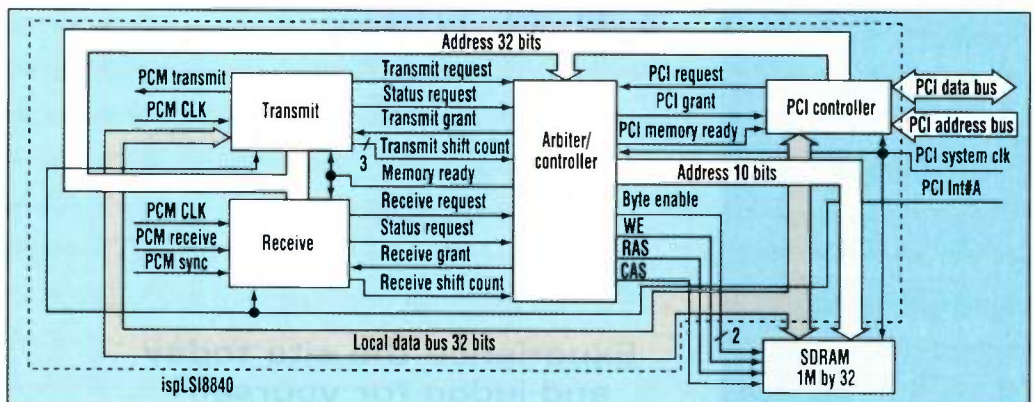 Address 32 bits
PCM transmit
PCM CLK
Transmit
Transmit request
Status request
Transmit grant
3
Transmit shift count
Memory ready
Receive request
Status request
Receive grant
Receive shift count
PCM CLK
PCM receive
PCM sync
Receive
Arbiter/
controller
PCI request
PCI grant
PCI memory ready
PCI controller
PCI data bus
PCI address bus
PCI system clk
PCI Int#A
Address 10 bits
Byte enable
WE
RAS
CAS
2
Local data bus 32 bits
SDRAM
1M by 32
ispLSI8840